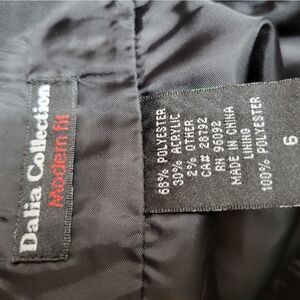 Dalia Collection
Modern fit
68% POLYESTER
30% ACRYLIC
2% OTHER
CA# 28792
RN 96092
MADE IN CHINA
LINING
100% POLYESTER
6